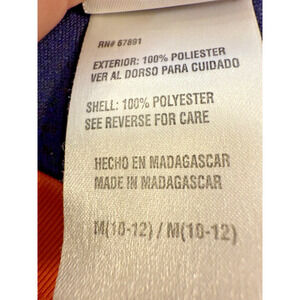 RN# 67891
EXTERIOR: 100% POLIESTER
VER AL DORSO PARA CUIDADO
SHELL: 100% POLYESTER
SEE REVERSE FOR CARE
HECHO EN MADAGASCAR
MADE IN MADAGASCAR
M(10-12) / M(10-12)